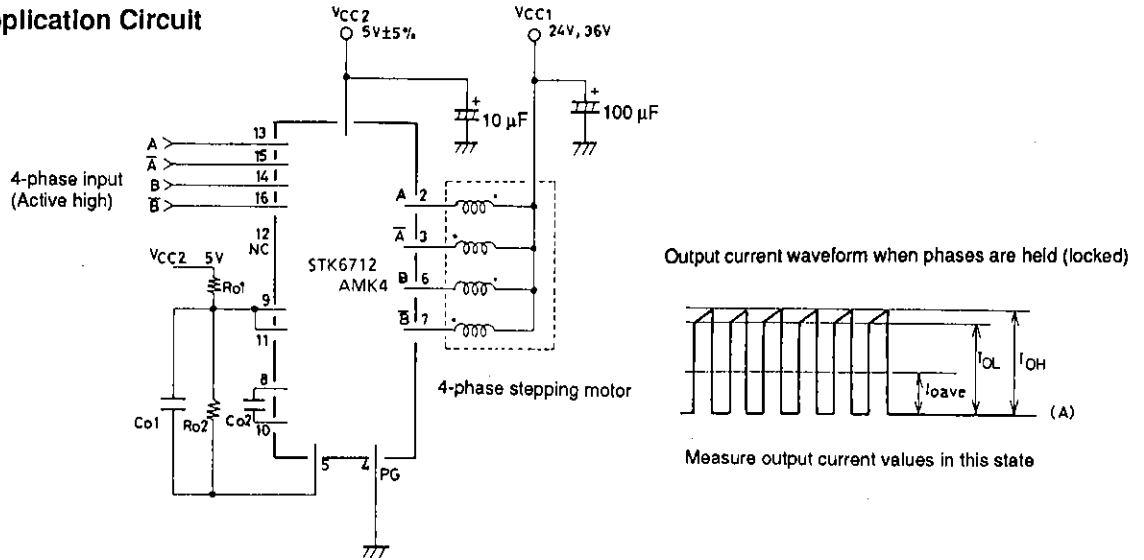 plication Circuit
VCC2
5V±5%
VCC1
24V, 36V
10 µF
100 µF
4-phase input
(Active high)
A
A̅
B
B̅
13
15
14
16
12
NC
VCC2 5V
Ro1
9
11
8
10
Co1
Ro2
Co2
STK6712
AMK4
A 2
A̅ 3
B 6
B̅ 7
5
4
PG
4-phase stepping motor
Output current waveform when phases are held (locked)
IOL
IOH
Ioave
(A)
Measure output current values in this state